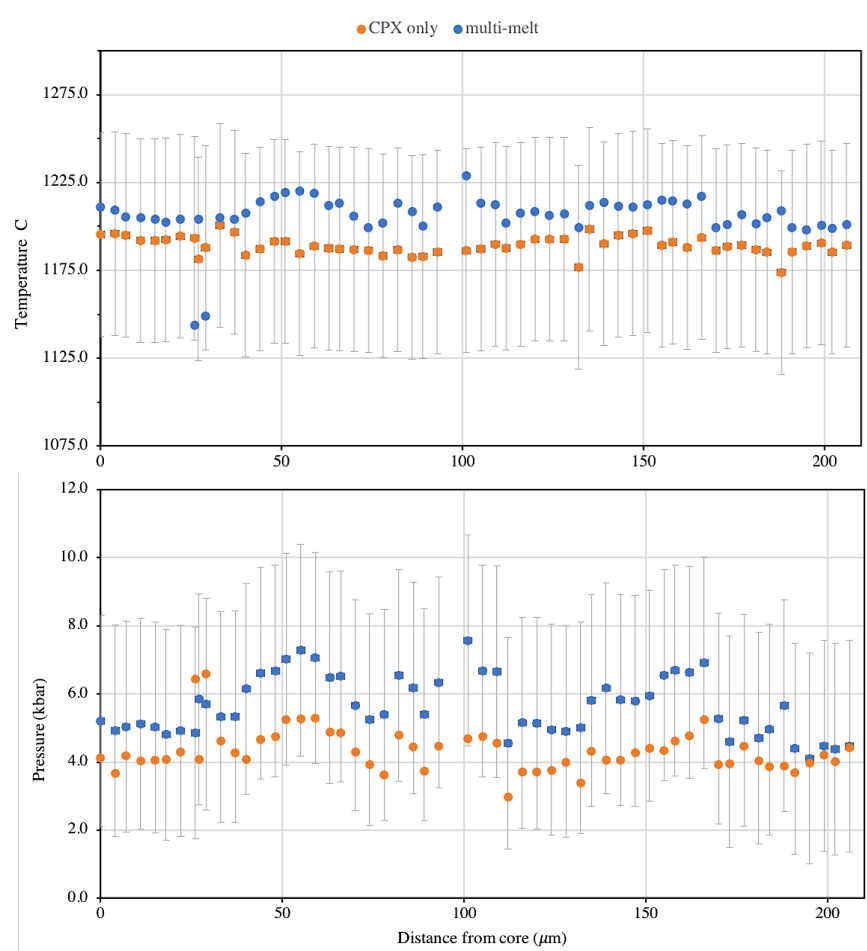 CPX only multi-melt
1275.0
1225.0
1175.0
1125.0
1075.0
Temperature C
0 50 100 150 200
12.0
10.0
8.0
6.0
4.0
2.0
0.0
Pressure (kbar)
0 50 100 150 200
Distance from core (μm)